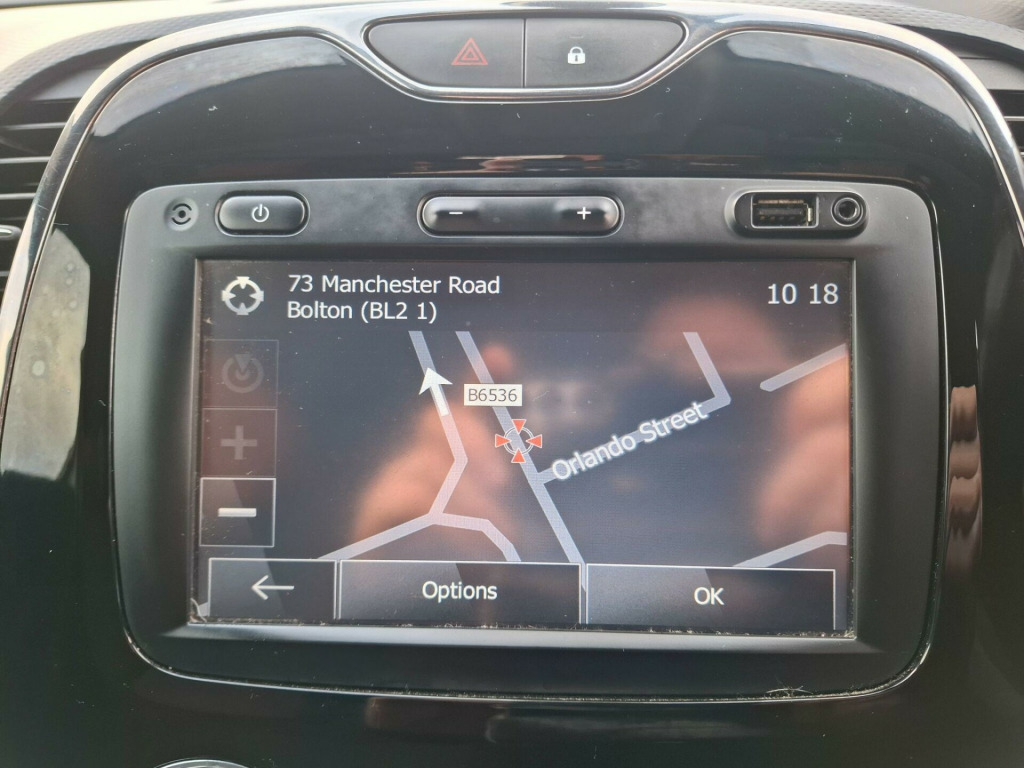 73 Manchester Road
Bolton (BL2 1)
10 18
B6536
Orlando Street
Options
OK